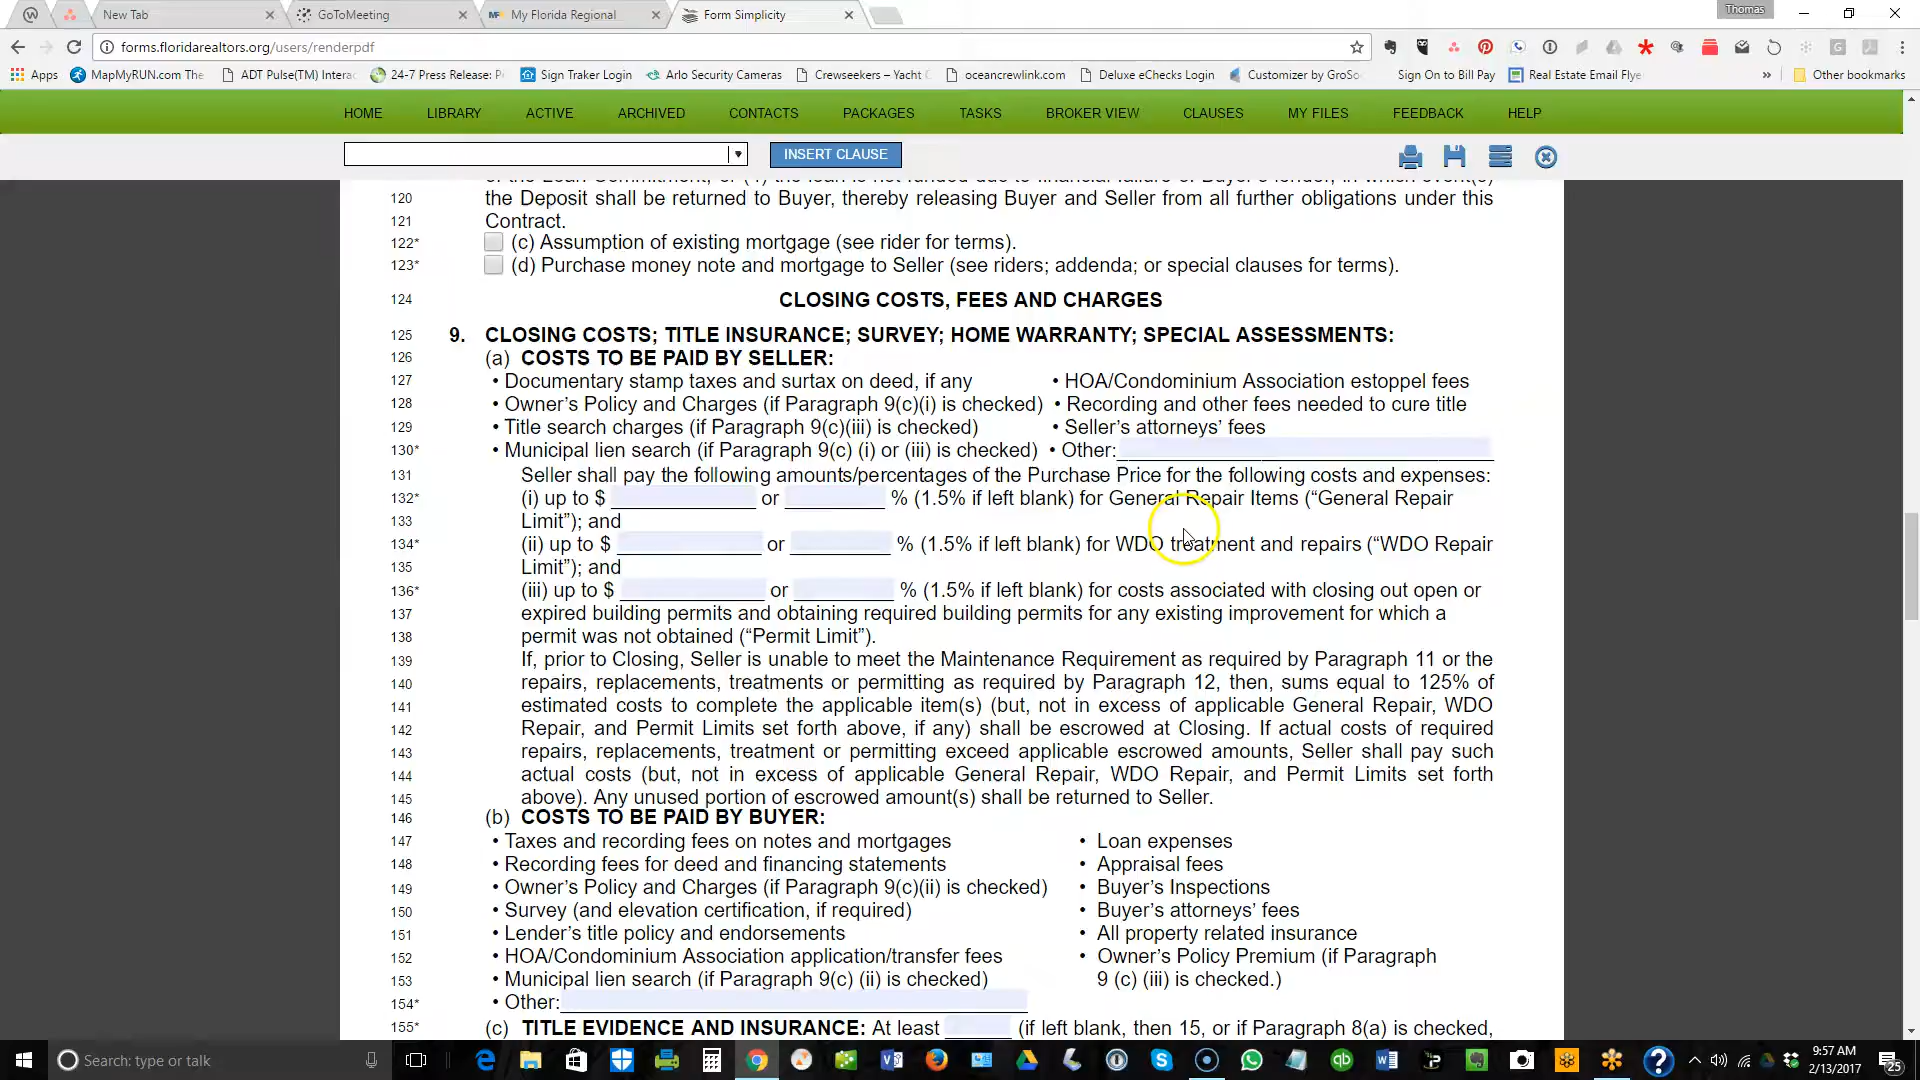 New Tab
GoToMeeting
My Florida Regional
Form Simplicity
Thomas
forms.floridarealtors.org/users/renderpdf
Apps MapMyRUN.com The ADT Pulse(TM) Interac 24-7 Press Release: P Sign Traker Login Arlo Security Cameras Crewseekers – Yacht C oceancrewlink.com Deluxe eChecks Login Customizer by GroSo Sign On to Bill Pay Real Estate Email Flye » Other bookmarks
HOME LIBRARY ACTIVE ARCHIVED CONTACTS PACKAGES TASKS BROKER VIEW CLAUSES MY FILES FEEDBACK HELP
INSERT CLAUSE
120 the Deposit shall be returned to Buyer, thereby releasing Buyer and Seller from all further obligations under this
121 Contract.
122* (c) Assumption of existing mortgage (see rider for terms).
123* (d) Purchase money note and mortgage to Seller (see riders; addenda; or special clauses for terms).
124 CLOSING COSTS, FEES AND CHARGES
125 9. CLOSING COSTS; TITLE INSURANCE; SURVEY; HOME WARRANTY; SPECIAL ASSESSMENTS:
126 (a) COSTS TO BE PAID BY SELLER:
127 • Documentary stamp taxes and surtax on deed, if any • HOA/Condominium Association estoppel fees
128 • Owner's Policy and Charges (if Paragraph 9(c)(i) is checked) • Recording and other fees needed to cure title
129 • Title search charges (if Paragraph 9(c)(iii) is checked) • Seller's attorneys' fees
130* • Municipal lien search (if Paragraph 9(c) (i) or (iii) is checked) • Other:
131 Seller shall pay the following amounts/percentages of the Purchase Price for the following costs and expenses:
132* (i) up to $ or % (1.5% if left blank) for General Repair Items (“General Repair
133 Limit”); and
134* (ii) up to $ or % (1.5% if left blank) for WDO treatment and repairs (“WDO Repair
135 Limit”); and
136* (iii) up to $ or % (1.5% if left blank) for costs associated with closing out open or
137 expired building permits and obtaining required building permits for any existing improvement for which a
138 permit was not obtained (“Permit Limit”).
139 If, prior to Closing, Seller is unable to meet the Maintenance Requirement as required by Paragraph 11 or the
140 repairs, replacements, treatments or permitting as required by Paragraph 12, then, sums equal to 125% of
141 estimated costs to complete the applicable item(s) (but, not in excess of applicable General Repair, WDO
142 Repair, and Permit Limits set forth above, if any) shall be escrowed at Closing. If actual costs of required
143 repairs, replacements, treatment or permitting exceed applicable escrowed amounts, Seller shall pay such
144 actual costs (but, not in excess of applicable General Repair, WDO Repair, and Permit Limits set forth
145 above). Any unused portion of escrowed amount(s) shall be returned to Seller.
146 (b) COSTS TO BE PAID BY BUYER:
147 • Taxes and recording fees on notes and mortgages • Loan expenses
148 • Recording fees for deed and financing statements • Appraisal fees
149 • Owner's Policy and Charges (if Paragraph 9(c)(ii) is checked) • Buyer's Inspections
150 • Survey (and elevation certification, if required) • Buyer's attorneys' fees
151 • Lender's title policy and endorsements • All property related insurance
152 • HOA/Condominium Association application/transfer fees • Owner's Policy Premium (if Paragraph
153 • Municipal lien search (if Paragraph 9(c) (ii) is checked) 9 (c) (iii) is checked.)
154* • Other:
155* (c) TITLE EVIDENCE AND INSURANCE: At least (if left blank, then 15, or if Paragraph 8(a) is checked,
Search: type or talk
9:57 AM
2/13/2017
25